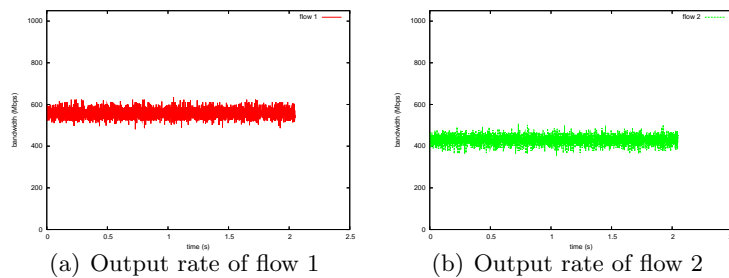 flow 1
1000
800
600
400
200
0
bandwidth (Mbps)
0 0.5 1 1.5 2 2.5
time (s)
(a) Output rate of flow 1
flow 2
1000
800
600
400
200
0
bandwidth (Mbps)
0 0.5 1 1.5 2 2.5
time (s)
(b) Output rate of flow 2